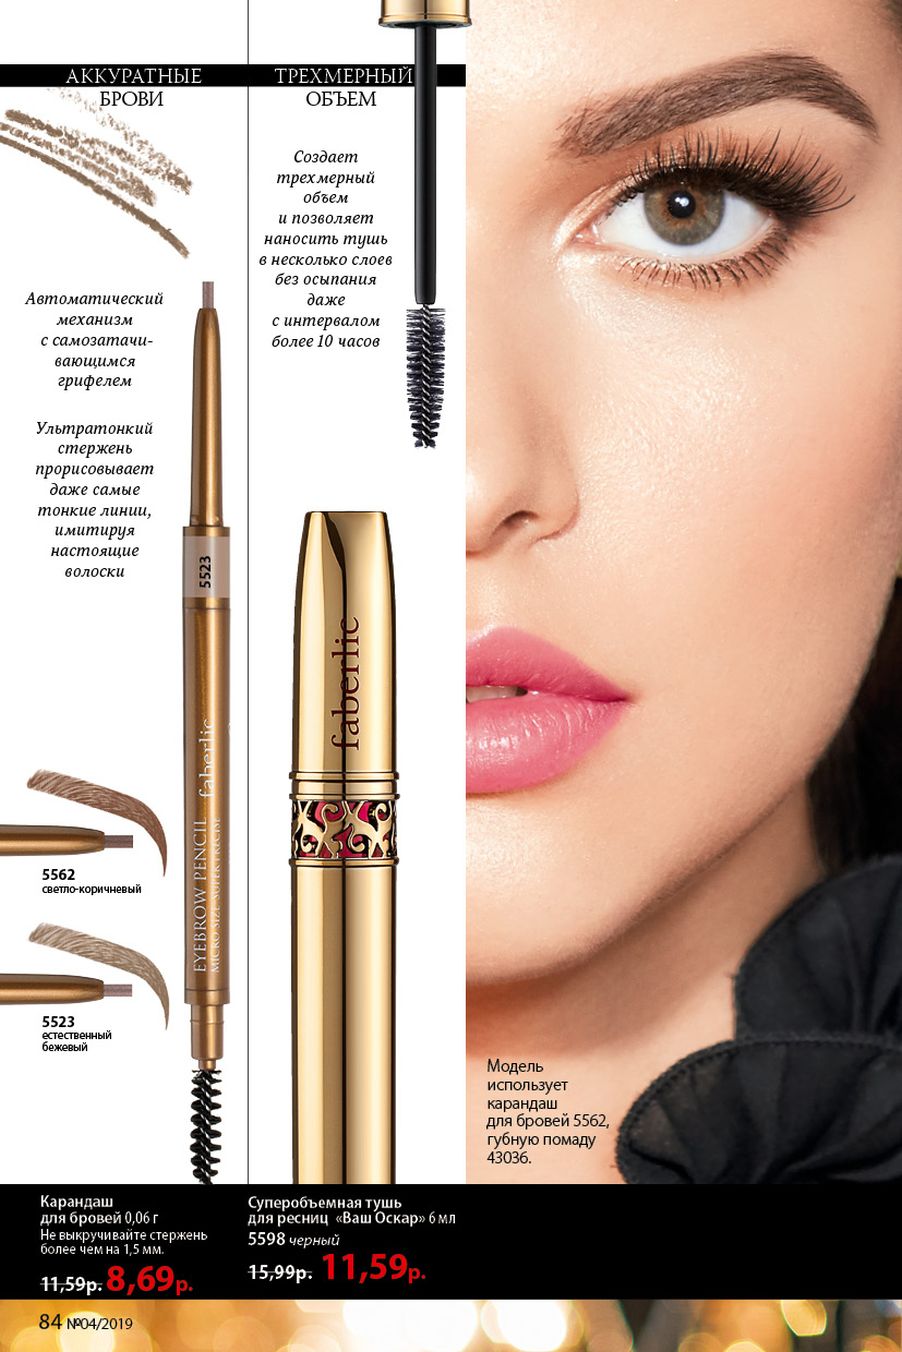 АККУРАТНЫЕ
БРОВИ
ТРЕХМЕРНЫЙ
ОБЪЕМ
Создает
трехмерный
объем
и позволяет
наносить тушь
в несколько слоев
без осыпания
даже
с интервалом
более 10 часов
Автоматический
механизм
с самозатачи-
вающимся
грифелем
Ультратонкий
стержень
прорисовывает
даже самые
тонкие линии,
имитируя
настоящие
волоски
5523
faberlic
EYEBROW PENCIL
MICRO SIZE SUPERPRECISE
faberlic
5562
светло-коричневый
5523
естественный
бежевый
Модель
использует
карандаш
для бровей 5562,
губную помаду
43036.
Карандаш
для бровей 0,06 г
Не выкручивайте стержень
более чем на 1,5 мм.
11,59р. 8,69р.
Суперобъемная тушь
для ресниц «Ваш Оскар» 6 мл
5598 черный
15,99р. 11,59р.
84 №04/2019